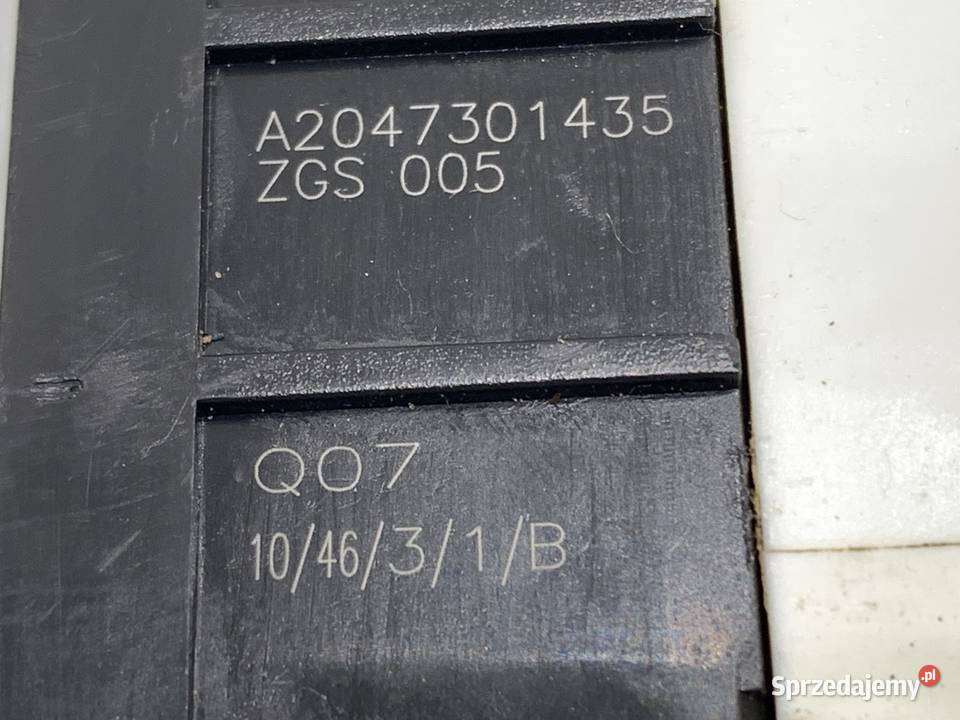 A2047301435
ZGS 005
Q07
10/46/3/1/B
Sprzedajemy.pl